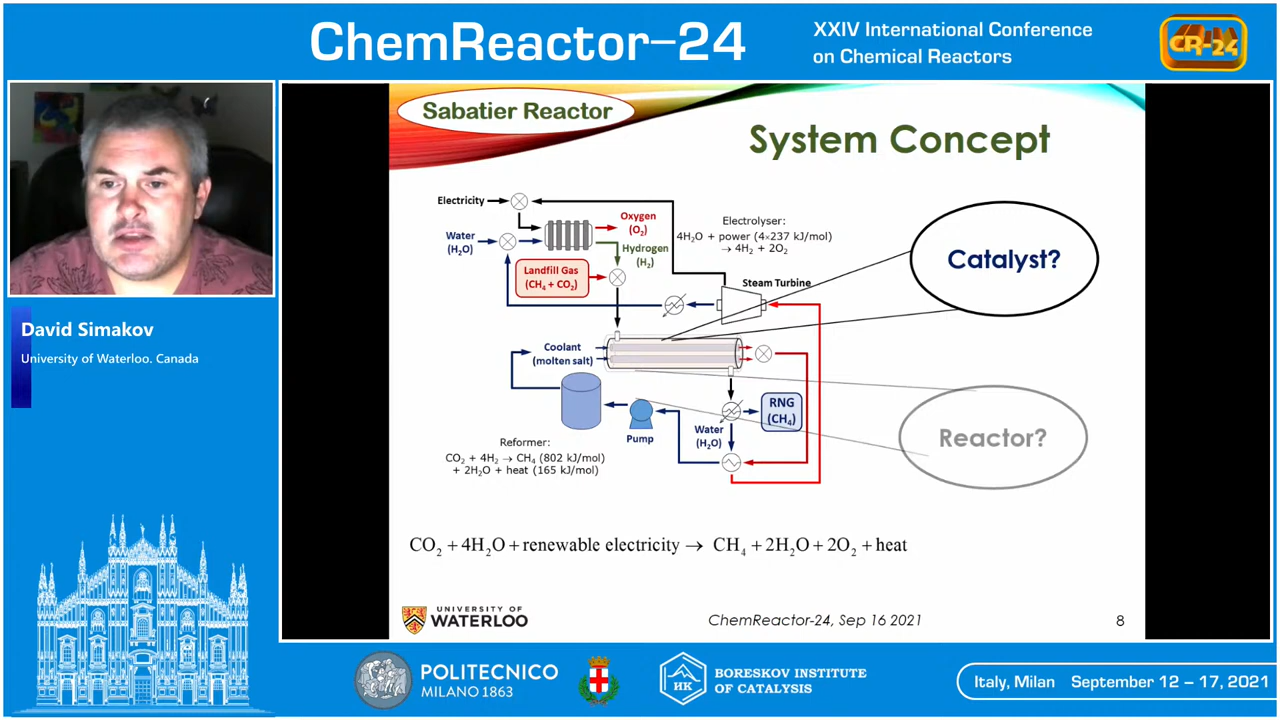 ChemReactor-24
XXIV International Conference
on Chemical Reactors
CR-24
Sabatier Reactor
System Concept
Electricity
Oxygen
(O₂)
Electrolyser:
4H₂O + power (4×237 kJ/mol)
→ 4H₂ + 2O₂
Water
(H₂O)
Hydrogen
(H₂)
Landfill Gas
(CH₄ + CO₂)
Steam Turbine
Catalyst?
Coolant
(molten salt)
RNG
(CH₄)
Pump
Water
(H₂O)
Reactor?
Reformer:
CO₂ + 4H₂ → CH₄ (802 kJ/mol)
+ 2H₂O + heat (165 kJ/mol)
CO₂ + 4H₂O + renewable electricity → CH₄ + 2H₂O + 2O₂ + heat
UNIVERSITY OF
WATERLOO
ChemReactor-24, Sep 16 2021
8
David Simakov
University of Waterloo. Canada
POLITECNICO
MILANO 1863
НК
BORESKOV INSTITUTE
OF CATALYSIS
Italy, Milan September 12 – 17, 2021